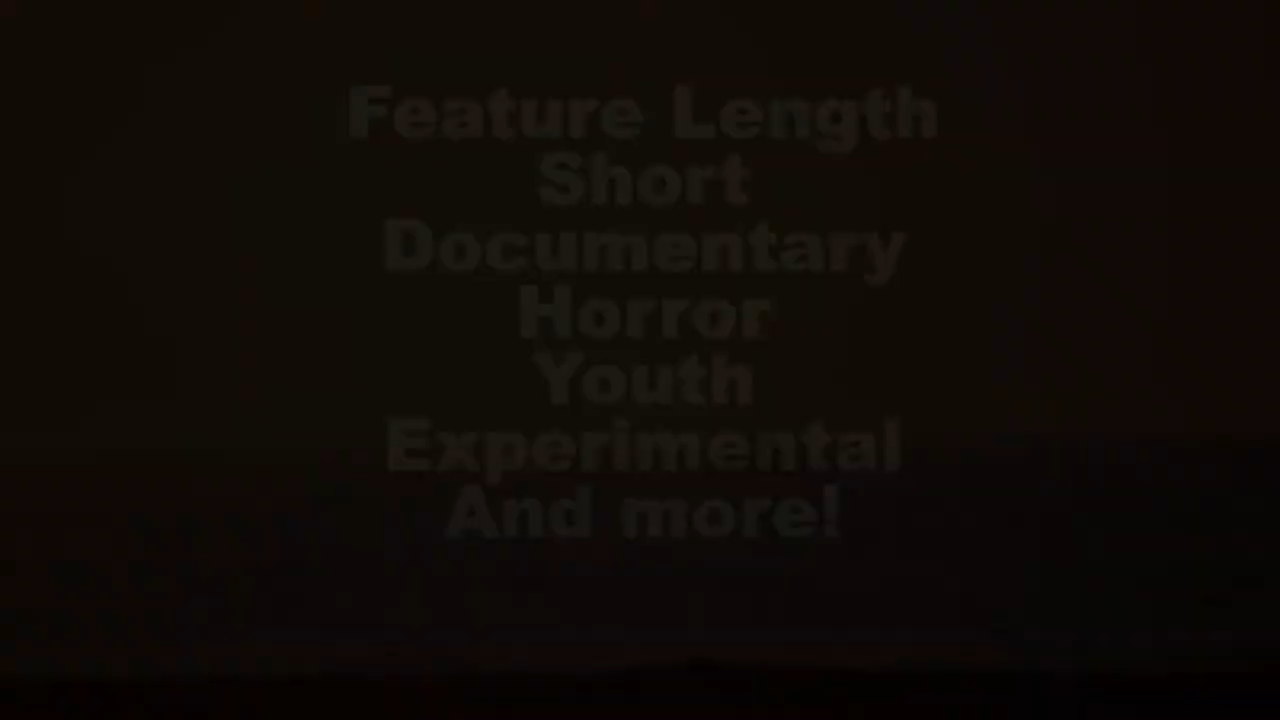 Feature Length
Short
Documentary
Horror
Youth
Experimental
And more!